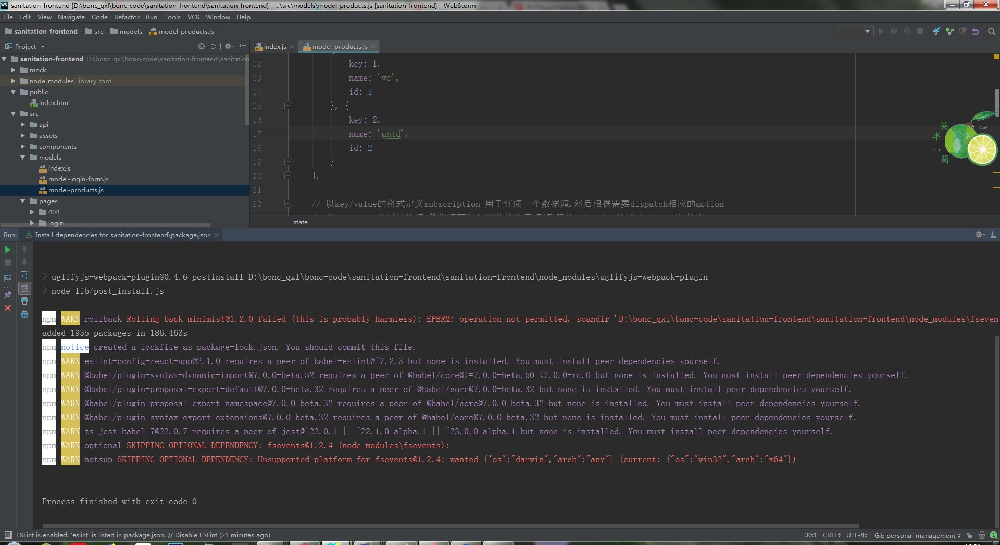 sanitation-frontend [D:\bonc_qxl\bonc-code\sanitation-frontend\sanitation-frontend] - ...\src\models\model-products.js [sanitation-frontend] - WebStorm
File Edit View Navigate Code Refactor Run Tools VCS Window Help
sanitation-frontend src models model-products.js
Project
index.js model-products.js
sanitation-frontend D:\bonc_qxl\bonc-code\sanitation-frontend\sanitation
mock
node_modules library root
public
index.html
src
api
assets
components
models
index.js
model-login-form.js
model-products.js
pages
404
login
12 key: 1,
13 name: 'wc',
14 id: 1
15 }, {
16 key: 2,
17 name: 'antd',
18 id: 2
19 }
20 ],
21
22 // 以key/value的格式定义subscription 用于订阅一个数据源,然后根据需要dispatch相应的action
state
英
半
·,
简
Lime
Run: Install dependencies for sanitation-frontend\package.json
> uglifyjs-webpack-plugin@0.4.6 postinstall D:\bonc_qxl\bonc-code\sanitation-frontend\sanitation-frontend\node_modules\uglifyjs-webpack-plugin
> node lib/post_install.js
npm WARN rollback Rolling back minimist@1.2.0 failed (this is probably harmless): EPERM: operation not permitted, scandir 'D:\bonc_qxl\bonc-code\sanitation-frontend\sanitation-frontend\node_modules\fsevent
added 1935 packages in 186.463s
npm notice created a lockfile as package-lock.json. You should commit this file.
npm WARN eslint-config-react-app@2.1.0 requires a peer of babel-eslint@^7.2.3 but none is installed. You must install peer dependencies yourself.
npm WARN @babel/plugin-syntax-dynamic-import@7.0.0-beta.52 requires a peer of @babel/core@>=7.0.0-beta.50 <7.0.0-rc.0 but none is installed. You must install peer dependencies yourself.
npm WARN @babel/plugin-proposal-export-default@7.0.0-beta.32 requires a peer of @babel/core@7.0.0-beta.32 but none is installed. You must install peer dependencies yourself.
npm WARN @babel/plugin-proposal-export-namespace@7.0.0-beta.32 requires a peer of @babel/core@7.0.0-beta.32 but none is installed. You must install peer dependencies yourself.
npm WARN @babel/plugin-syntax-export-extensions@7.0.0-beta.32 requires a peer of @babel/core@7.0.0-beta.32 but none is installed. You must install peer dependencies yourself.
npm WARN ts-jest-babel-7@22.0.7 requires a peer of jest@^22.0.1 || ^22.1.0-alpha.1 || ^23.0.0-alpha.1 but none is installed. You must install peer dependencies yourself.
npm WARN optional SKIPPING OPTIONAL DEPENDENCY: fsevents@1.2.4 (node_modules\fsevents):
npm WARN notsup SKIPPING OPTIONAL DEPENDENCY: Unsupported platform for fsevents@1.2.4: wanted {"os":"darwin","arch":"any"} (current: {"os":"win32","arch":"x64"})
Process finished with exit code 0
ESLint is enabled: 'eslint' is listed in package.json. // Disable ESLint (21 minutes ago)
30:1 CRLF UTF-8 Git: personal-management 1